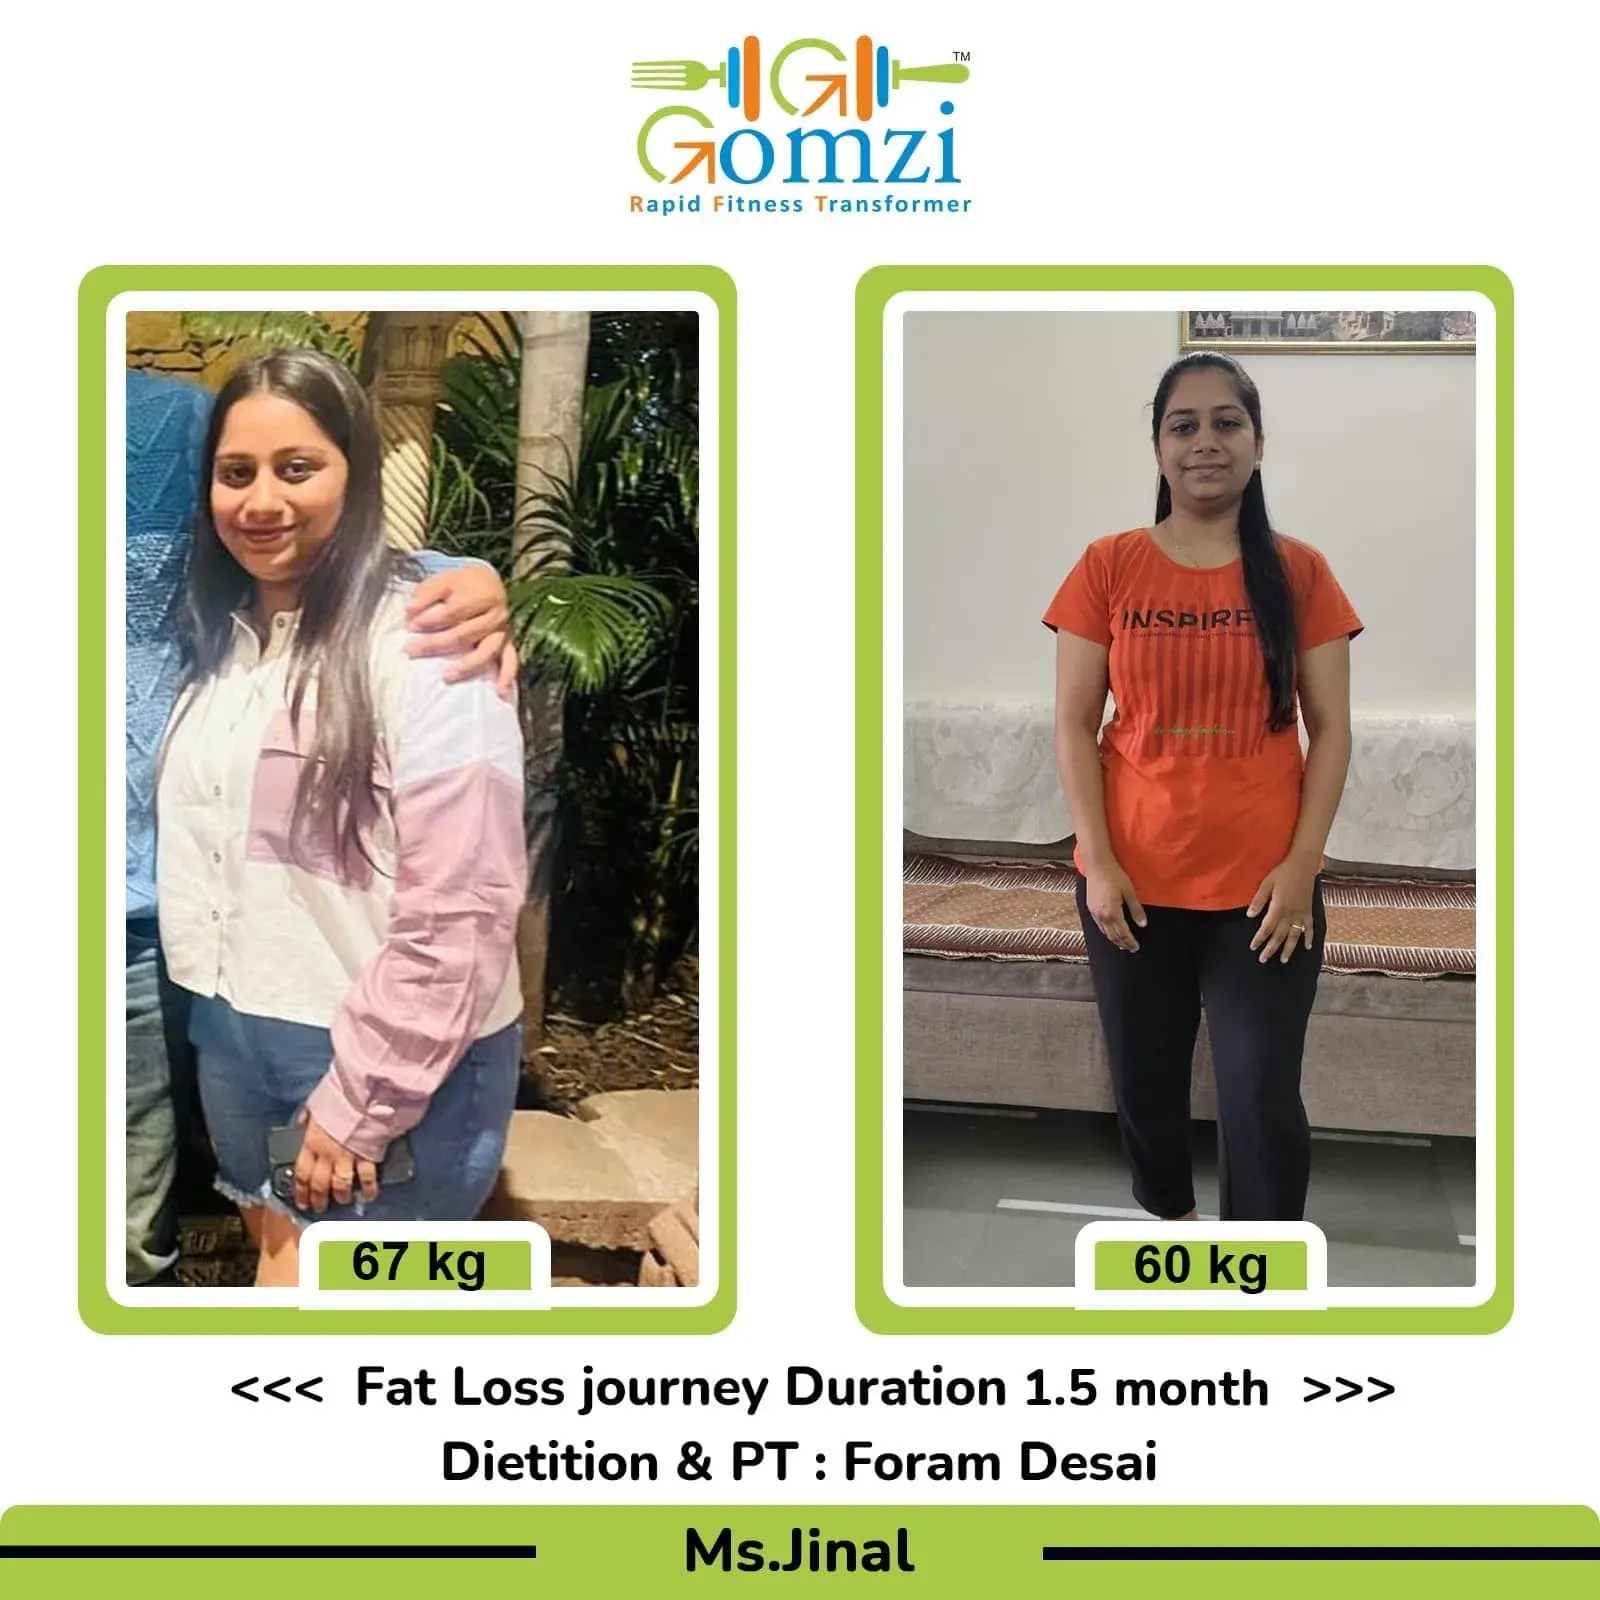 TM
Gomzi
Rapid Fitness Transformer
INSPIRE
67 kg
60 kg
<<< Fat Loss journey Duration 1.5 month >>>
Dietition & PT : Foram Desai
Ms.Jinal